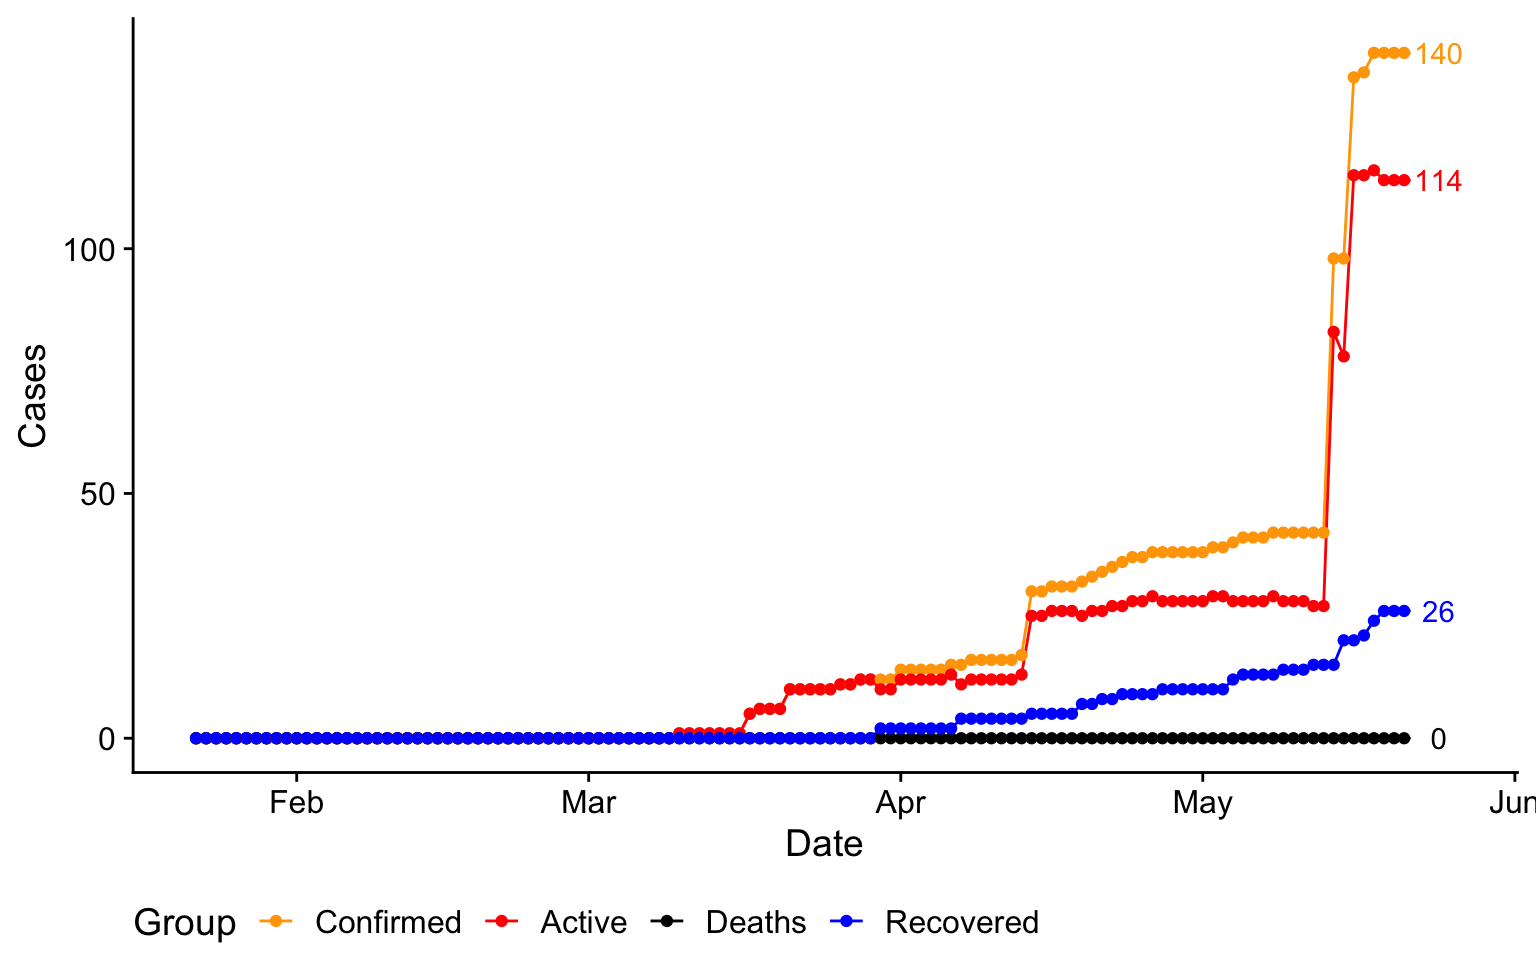 140
114
100
Cases
50
26
0
0
Feb Mar Apr May Jun
Date
Group Confirmed Active Deaths Recovered